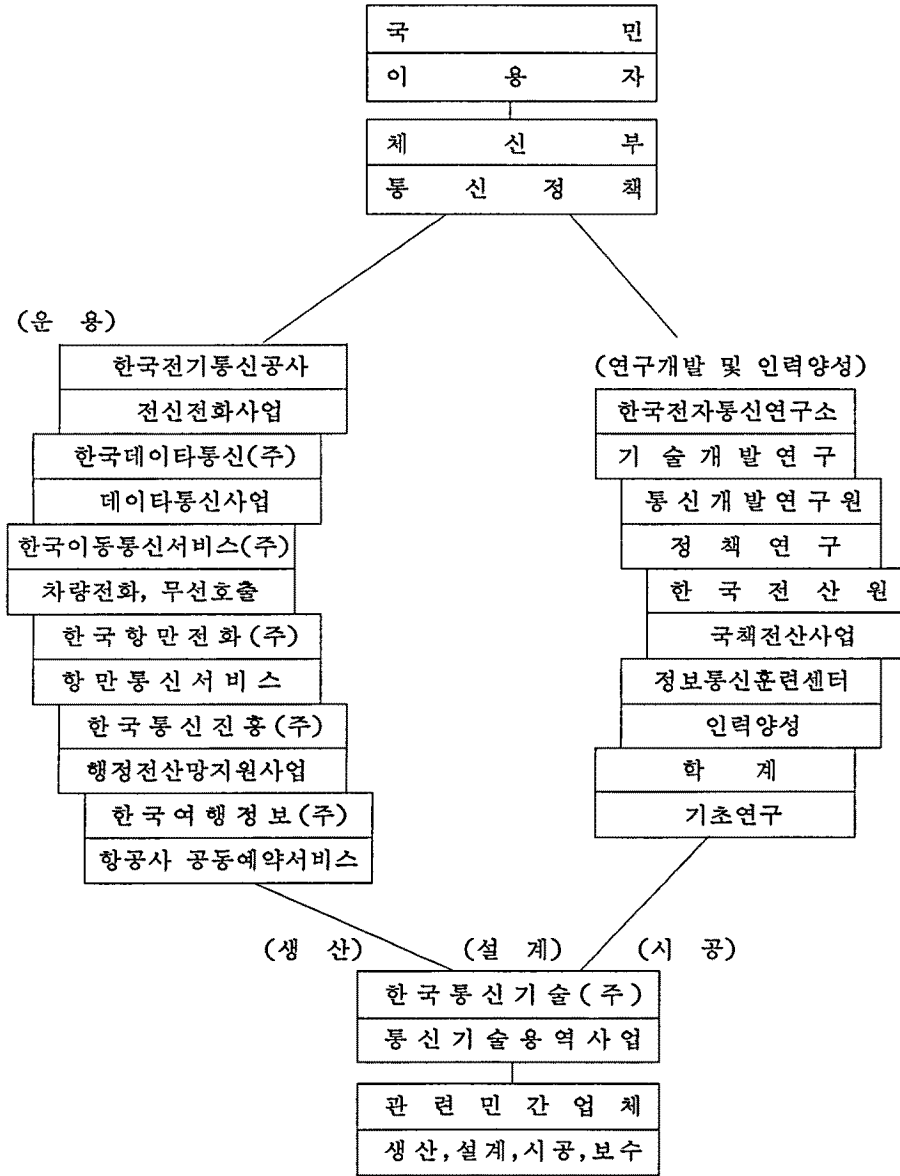 국 민
이 용 자
체 신 부
통 신 정 책
(운 용)
한국전기통신공사
전신전화사업
한국데이타통신(주)
데이타통신사업
한국이동통신서비스(주)
차량전화, 무선호출
한국항만전화(주)
항만통신서비스
한국통신진흥(주)
행정전산망지원사업
한국여행정보(주)
항공사 공동예약서비스
(연구개발 및 인력양성)
한국전자통신연구소
기 술개발연구
통신개발연구원
정 책 연 구
한 국 전 산 원
국책전산사업
정보통신훈련센터
인력양성
학 계
기초연구
(생 산) (설 계) (시 공)
한국통신기술(주)
통신기술용역사업
관 련 민 간 업 체
생산,설계,시공,보수